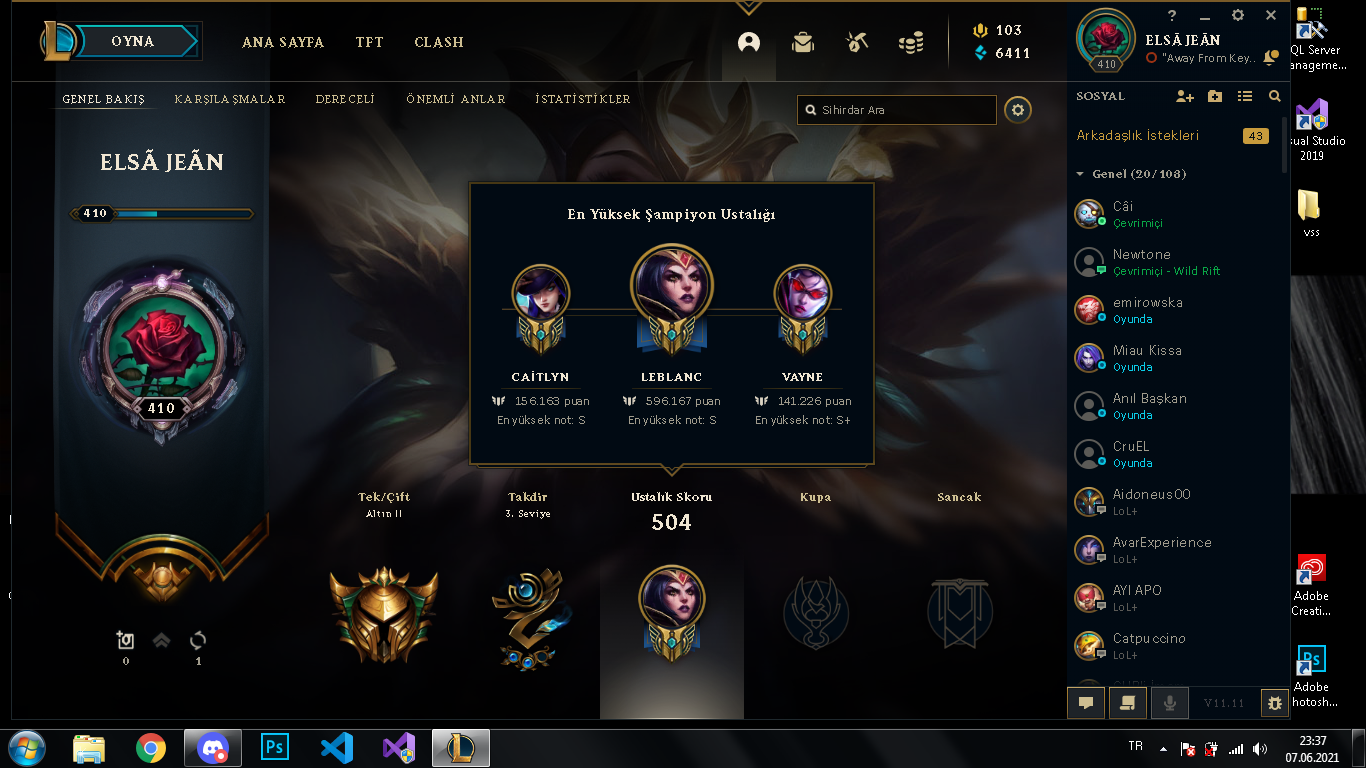 OYNA
ANA SAYFA
TFT
CLASH
103
6411
ELSÃ JEÃN
"Away From Key..
410
GENEL BAKIŞ
KARŞILAŞMALAR
DERECELİ
ÖNEMLİ ANLAR
İSTATİSTİKLER
Sihirdar Ara
ELSÃ JEÃN
410
410
En Yüksek Şampiyon Ustalığı
CAİTLYN
156.163 puan
En yüksek not: S
LEBLANC
596.167 puan
En yüksek not: S
VAYNE
141.226 puan
En yüksek not: S+
Tek/Çift
Altın II
Takdir
3. Seviye
Ustalık Skoru
504
Kupa
Sancak
0
1
SOSYAL
Arkadaşlık İstekleri
43
Genel (20/108)
Câi
Çevrimiçi
Newtone
Çevrimiçi - Wild Rift
emirowska
Oyunda
Miau Kissa
Oyunda
Anıl Başkan
Oyunda
CruEL
Oyunda
Aidoneus00
LoL+
AvarExperience
LoL+
AYI APO
LoL+
Catpuccino
LoL+
V11.11
QL Server
anageme...
sual Studio
2019
vss
Adobe
Creati...
Ps
Adobe
hotosh...
Ps
TR
23:37
07.06.2021